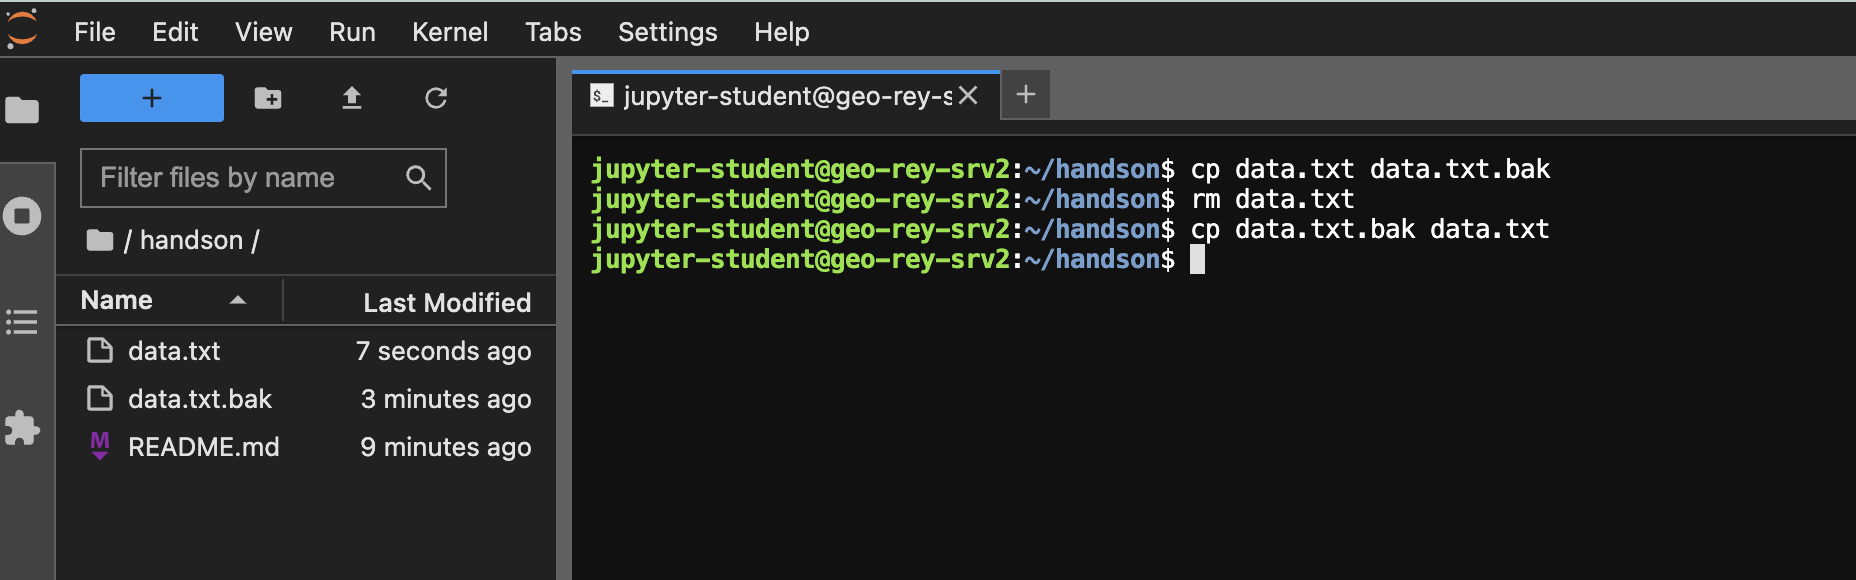 File Edit View Run Kernel Tabs Settings Help
+
Filter files by name
/ handson /
Name Last Modified
data.txt 7 seconds ago
data.txt.bak 3 minutes ago
M README.md 9 minutes ago
$_ jupyter-student@geo-rey-s
jupyter-student@geo-rey-srv2:~/handson$ cp data.txt data.txt.bak
jupyter-student@geo-rey-srv2:~/handson$ rm data.txt
jupyter-student@geo-rey-srv2:~/handson$ cp data.txt.bak data.txt
jupyter-student@geo-rey-srv2:~/handson$